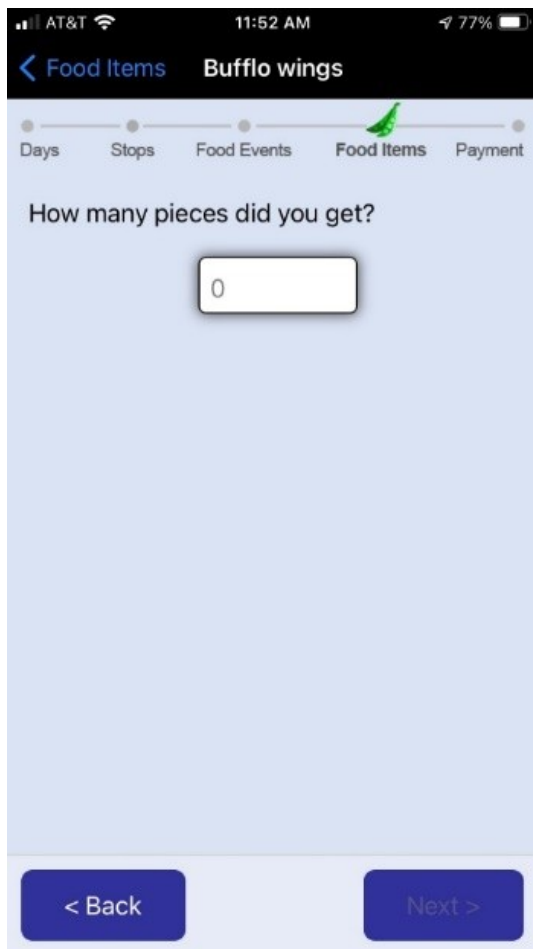 AT&T 11:52 AM 77%
Food Items Bufflo wings
Days Stops Food Events Food Items Payment
How many pieces did you get?
0
< Back Next >